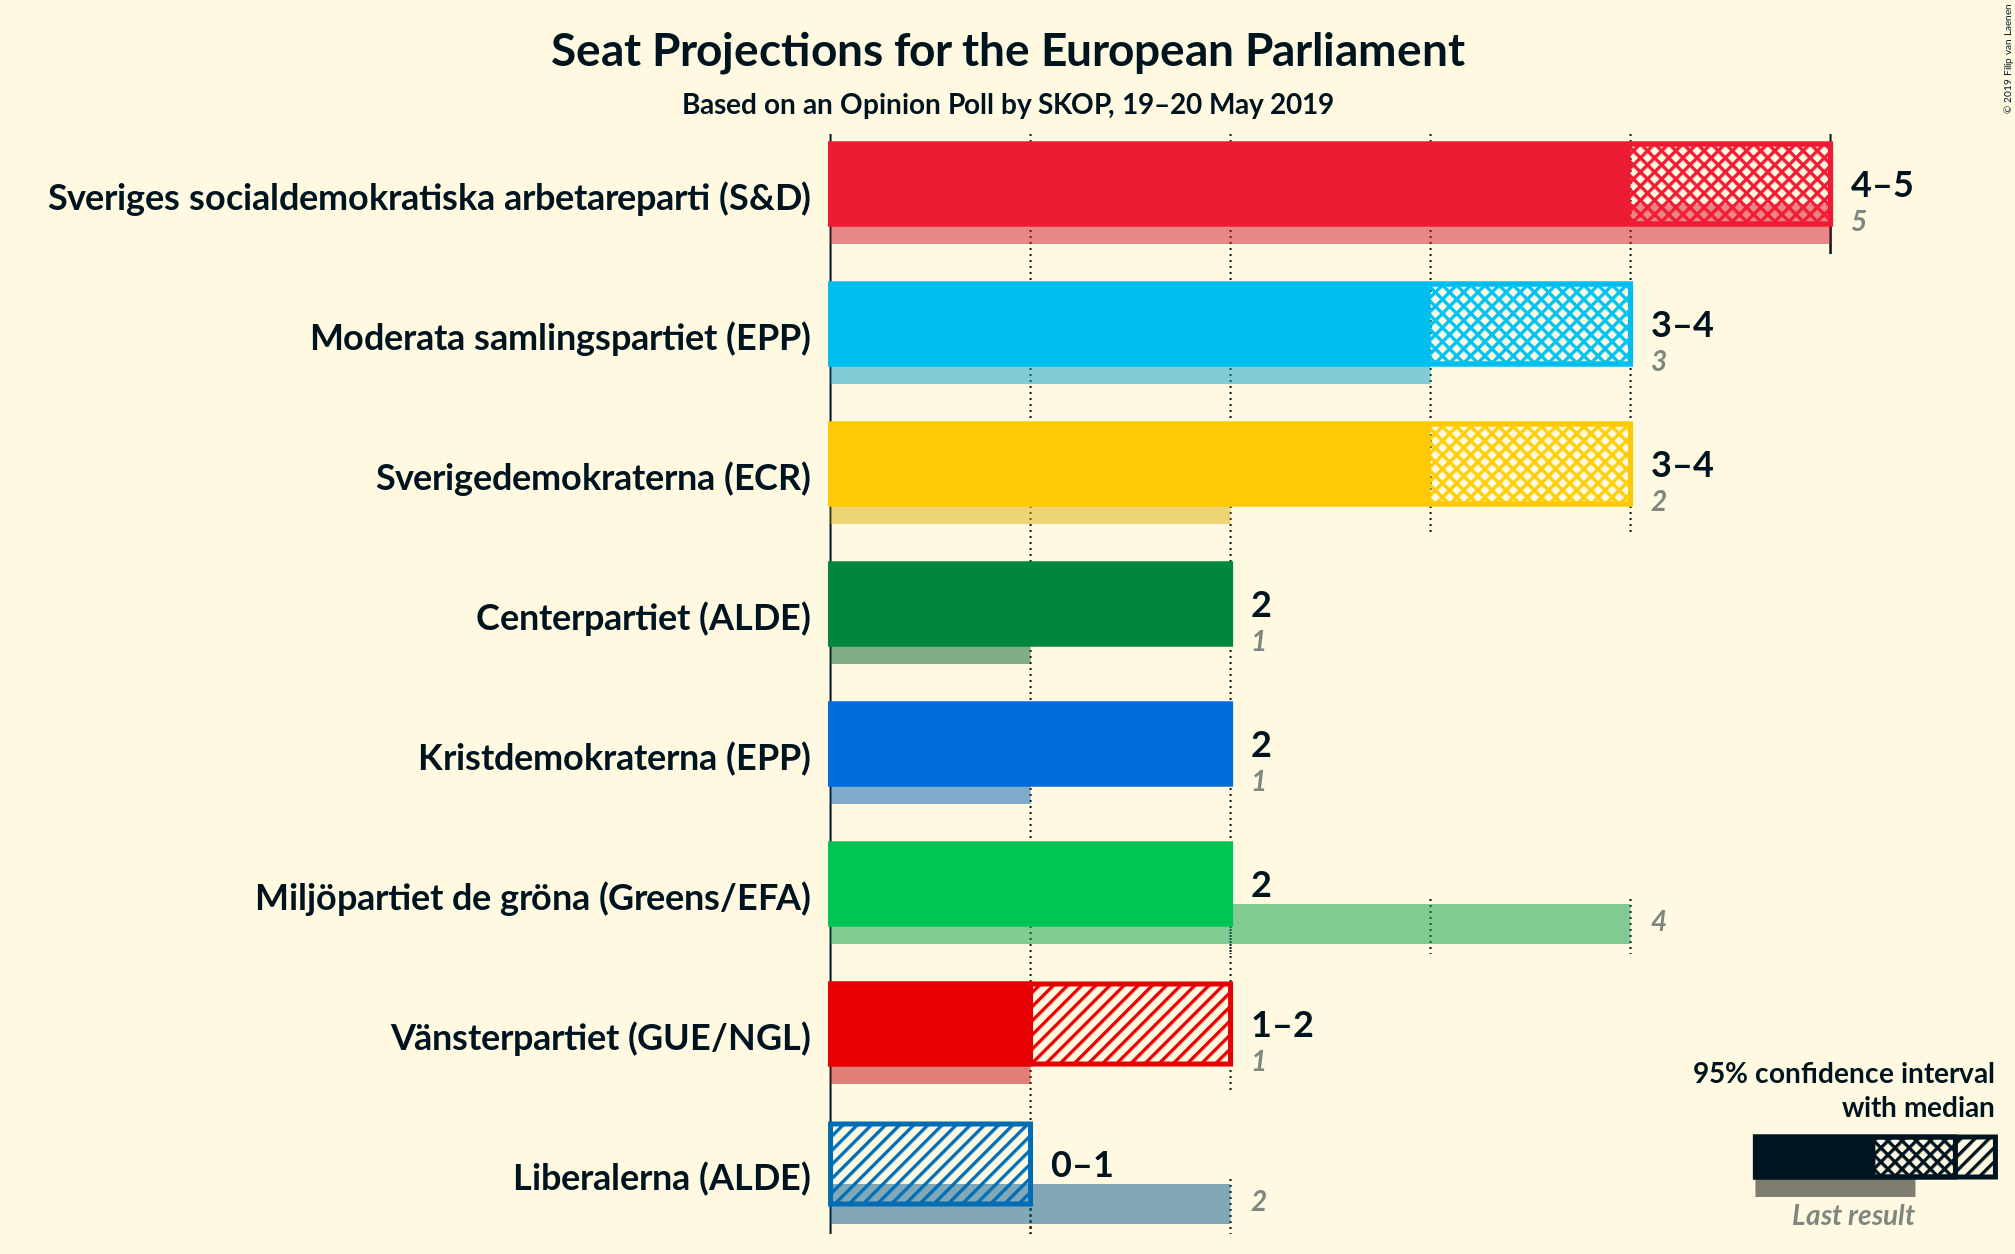 Seat Projections for the European Parliament
Based on an Opinion Poll by SKOP, 19–20 May 2019
© 2019 Filip van Laenen
Sveriges socialdemokratiska arbetareparti (S&D)
4–5
5
Moderata samlingspartiet (EPP)
3–4
3
Sverigedemokraterna (ECR)
3–4
2
Centerpartiet (ALDE)
2
1
Kristdemokraterna (EPP)
2
1
Miljöpartiet de gröna (Greens/EFA)
2
4
Vänsterpartiet (GUE/NGL)
1–2
1
Liberalerna (ALDE)
0–1
2
95% confidence interval
with median
Last result